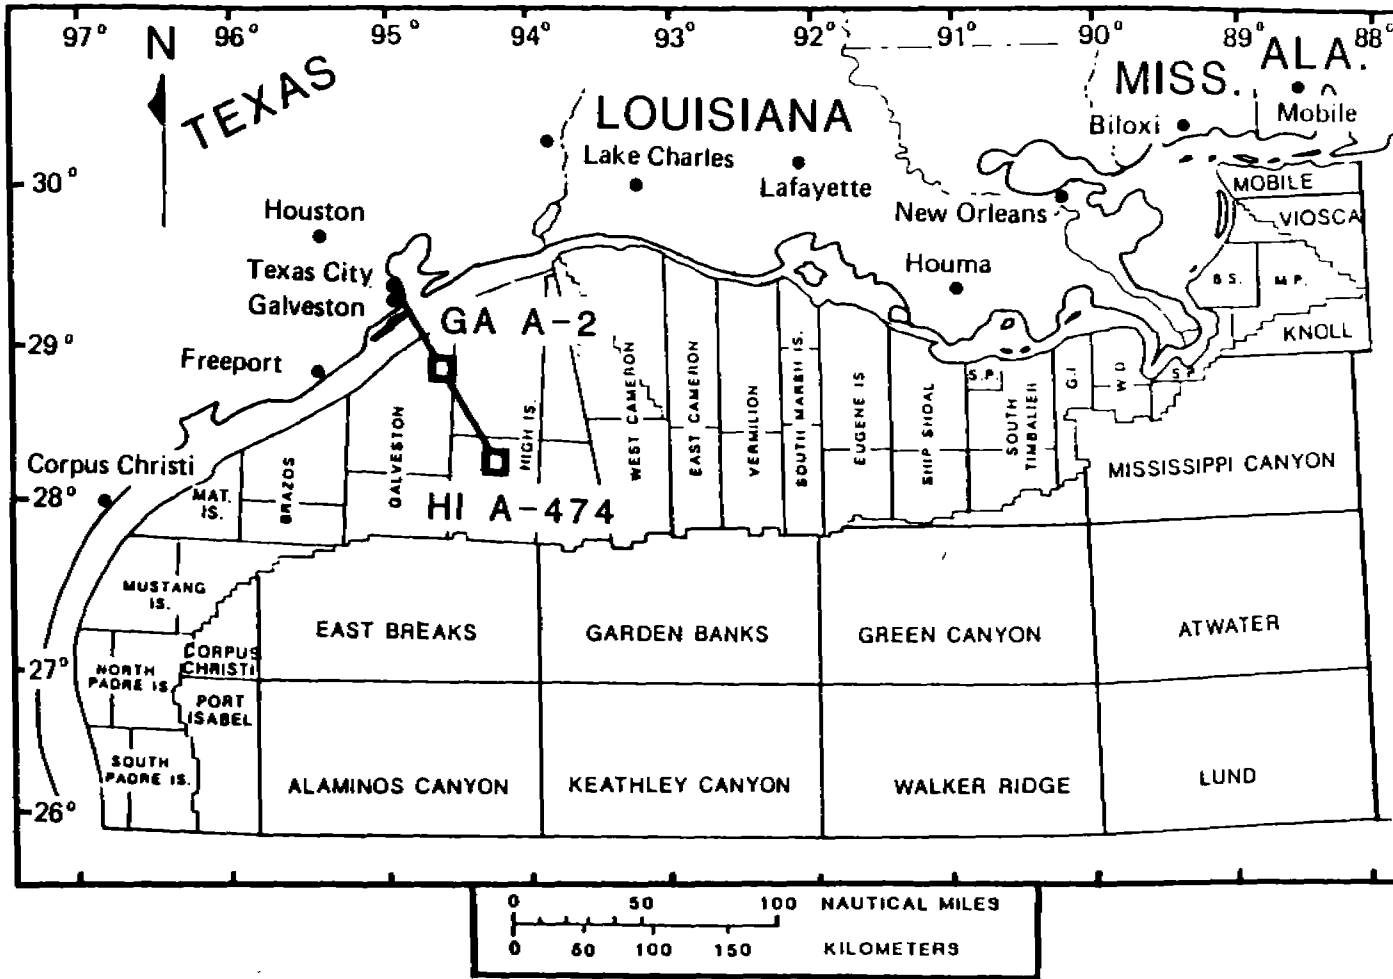 97° 96° 95° 94° 93° 92° 91° 90° 89° 88°
N
TEXAS
LOUISIANA
MISS.
ALA.
Biloxi
Mobile
Lake Charles
Lafayette
New Orleans
30°
MOBILE
VIOSCA
Houston
Texas City
Galveston
Houma
B.S.
M.P.
KNOLL
GA A-2
29°
Freeport
S.P.
G.I
W D
S P
GALVESTON
HIGH IS.
WEST CAMERON
EAST CAMERON
VERMILION
SOUTH MARSH IS.
EUGENE IS
SHIP SHOAL
SOUTH
TIMBALIER
MISSISSIPPI CANYON
Corpus Christi
28°
MAT.
IS.
BRAZOS
HI A-474
MUSTANG
IS.
EAST BREAKS
GARDEN BANKS
GREEN CANYON
ATWATER
27°
NORTH
PADRE IS.
CORPUS
CHRISTI
PORT
ISABEL
SOUTH
PADRE IS.
ALAMINOS CANYON
KEATHLEY CANYON
WALKER RIDGE
LUND
26°
0 50 100 NAUTICAL MILES
0 50 100 150 KILOMETERS